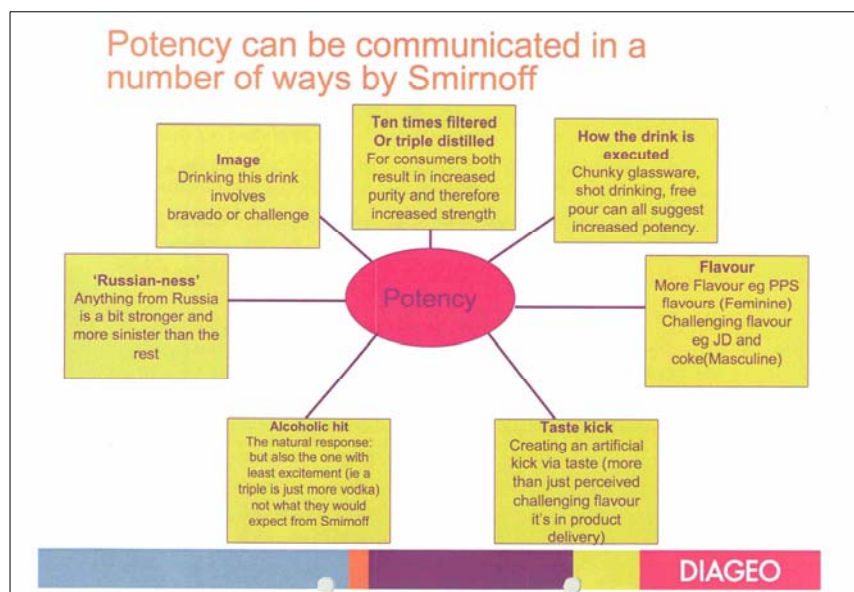 Potency can be communicated in a
number of ways by Smirnoff
Ten times filtered
Or triple distilled
For consumers both
result in increased
purity and therefore
increased strength
Image
Drinking this drink
involves
bravado or challenge
How the drink is
executed
Chunky glassware,
shot drinking, free
pour can all suggest
increased potency.
'Russian-ness'
Anything from Russia
is a bit stronger and
more sinister than the
rest
Potency
Flavour
More Flavour eg PPS
flavours (Feminine)
Challenging flavour
eg JD and
coke(Masculine)
Alcoholic hit
The natural response:
but also the one with
least excitement (ie a
triple is just more vodka)
not what they would
expect from Smirnoff
Taste kick
Creating an artificial
kick via taste (more
than just perceived
challenging flavour
it's in product
delivery)
DIAGEO